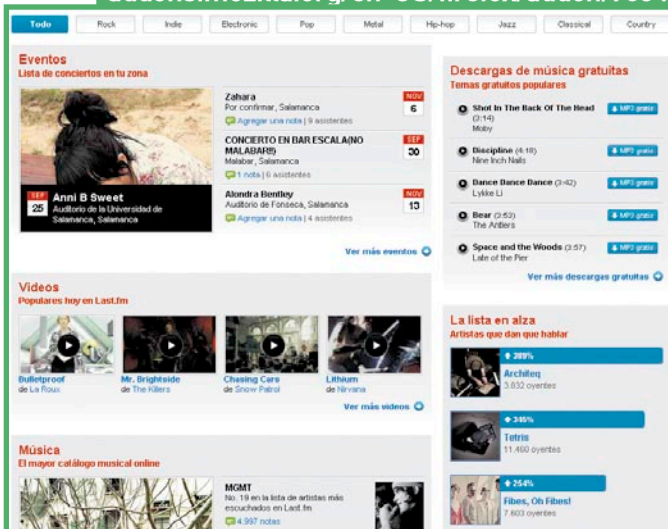 Todo Rock Indie Electronic Pop Metal Hip-hop Jazz Classical Country
Eventos
Lista de conciertos en tu zona
SEP
25
Anni B Sweet
Auditorio de la Universidad de
Salamanca, Salamanca
Zahara
Por confirmar, Salamanca
Agregar una nota | 9 asistentes
NOV
6
CONCIERTO EN BAR ESCALA(NO
MALABAR!!)
Malabar, Salamanca
1 nota | 6 asistentes
SEP
30
Alondra Bentley
Auditorio de Fonseca, Salamanca
Agregar una nota | 4 asistentes
NOV
13
Ver más eventos
Videos
Populares hoy en Last.fm
Bulletproof
de La Roux
Mr. Brightside
de The Killers
Chasing Cars
de Snow Patrol
Lithium
de Nirvana
Ver más videos
Música
El mayor catálogo musical online
MGMT
No. 19 en la lista de artistas más
escuchados en Last.fm
4.997 notas
Descargas de música gratuitas
Temas gratuitos populares
Shot In The Back Of The Head
(3:14)
Moby
MP3 gratis
Discipline (4:18)
Nine Inch Nails
MP3 gratis
Dance Dance Dance (3:42)
Lykke Li
MP3 gratis
Bear (3:53)
The Antlers
MP3 gratis
Space and the Woods (3:57)
Late of the Pier
MP3 gratis
Ver más descargas gratuitas
La lista en alza
Artistas que dan que hablar
389%
Architeq
3.832 oyentes
345%
Tetris
11.460 oyentes
254%
Fibes, Oh Fibes!
7.603 oyentes